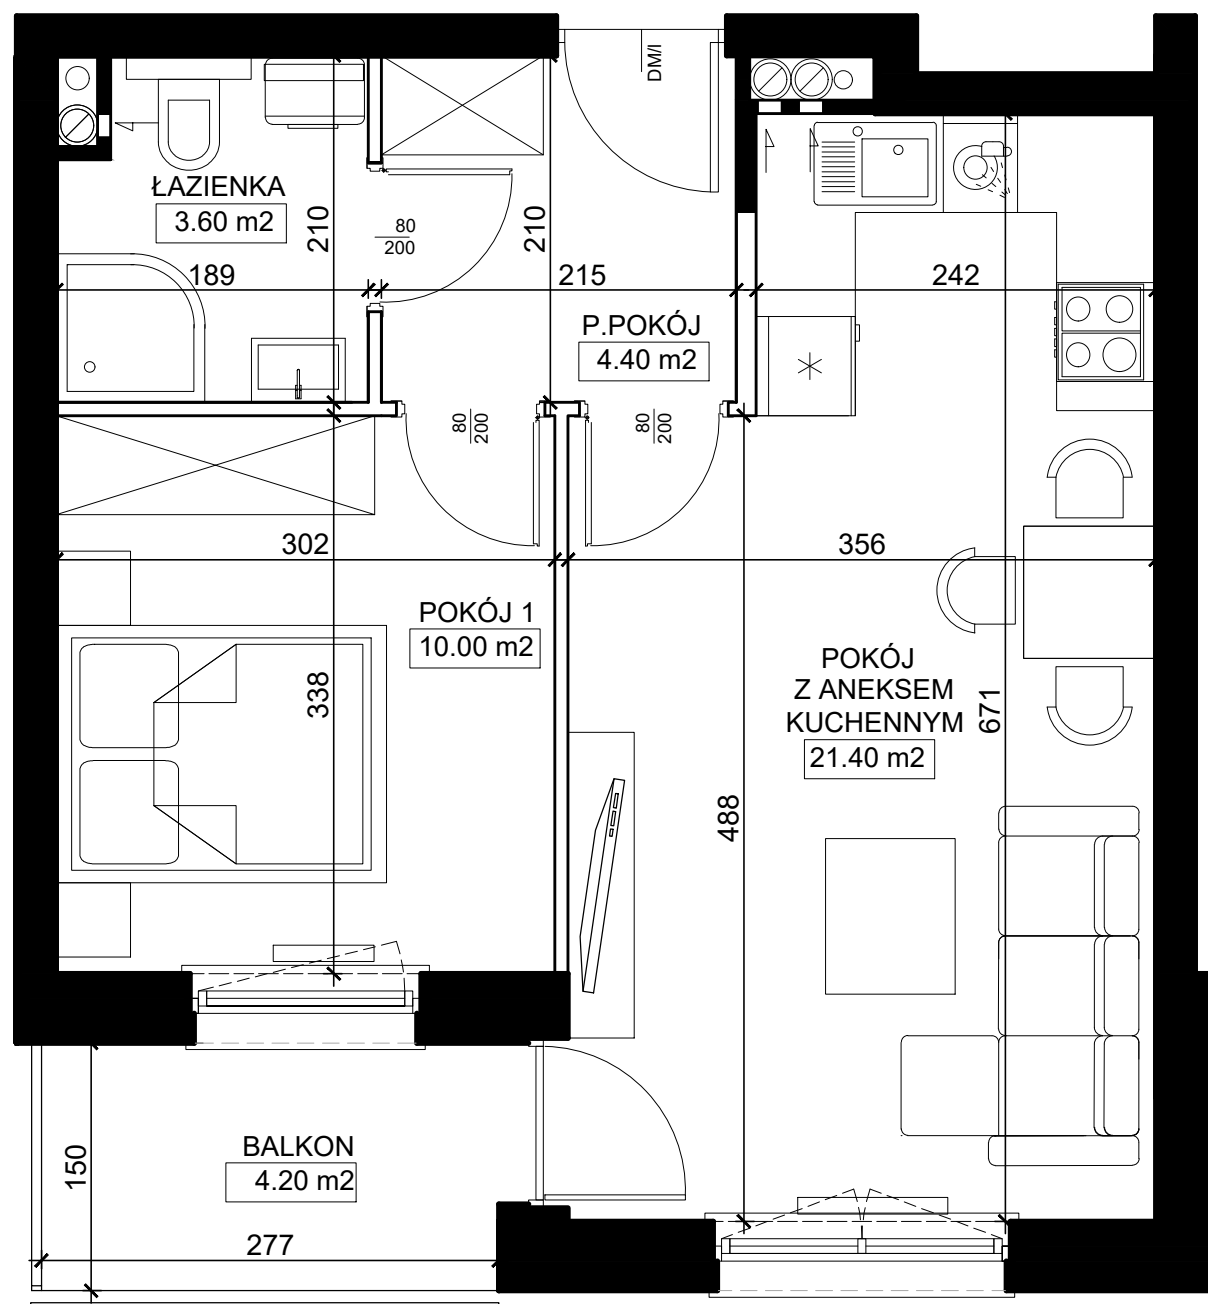 DM/I
ŁAZIENKA
3.60 m2
210
80
200
210
189
215
242
P.POKÓJ
4.40 m2
80
200
80
200
302
356
POKÓJ 1
10.00 m2
338
POKÓJ
Z ANEKSEM
KUCHENNYM
21.40 m2
671
488
BALKON
4.20 m2
150
277